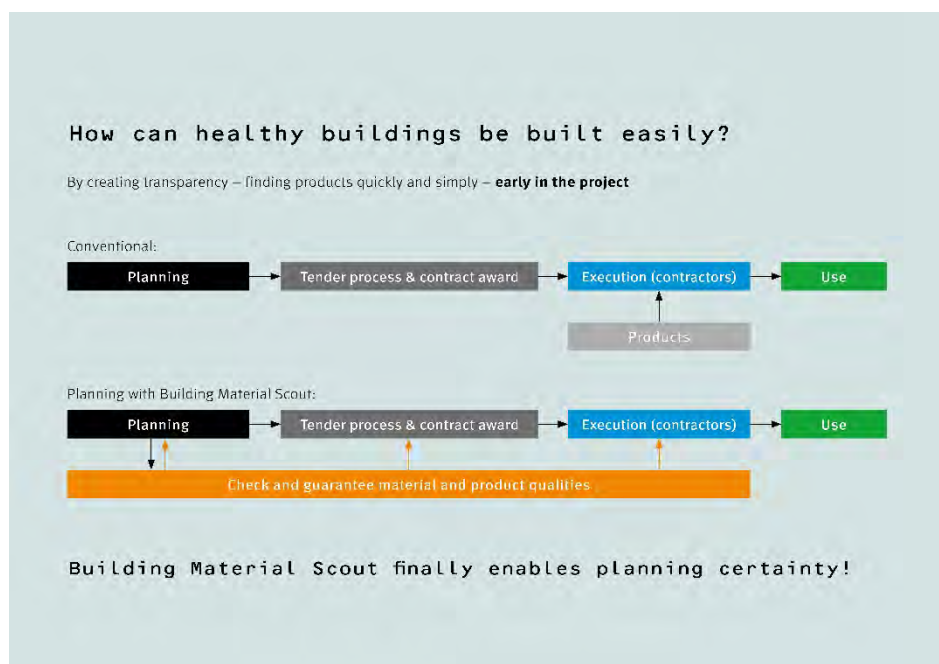 How can healthy buildings be built easily?
By creating transparency – finding products quickly and simply – early in the project
Conventional:
Planning
Tender process & contract award
Execution (contractors)
Use
Products
Planning with Building Material Scout:
Planning
Tender process & contract award
Execution (contractors)
Use
Check and guarantee material and product qualities
Building Material Scout finally enables planning certainty!